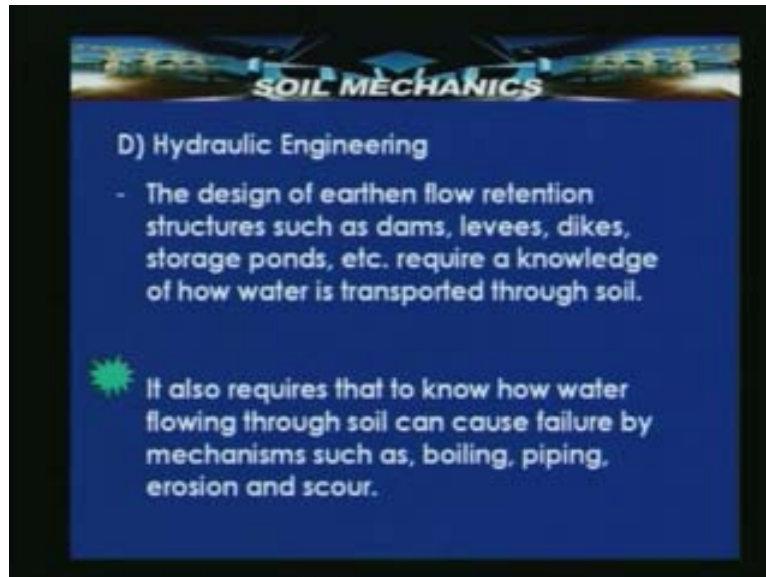 SOIL MECHANICS
D) Hydraulic Engineering
- The design of earthen flow retention
structures such as dams, levees, dikes,
storage ponds, etc. require a knowledge
of how water is transported through soil.
It also requires that to know how water
flowing through soil can cause failure by
mechanisms such as, boiling, piping,
erosion and scour.